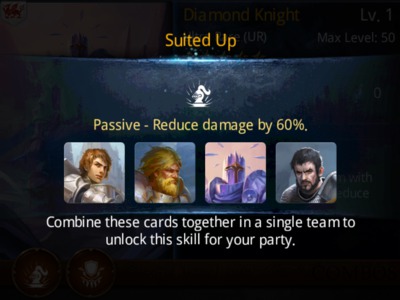 Diamond Knight
Lv. 1
(UR)
Max Level: 50
Suited Up
0
Passive - Reduce damage by 60%.
with
reduce
Combine these cards together in a single team to
unlock this skill for your party.